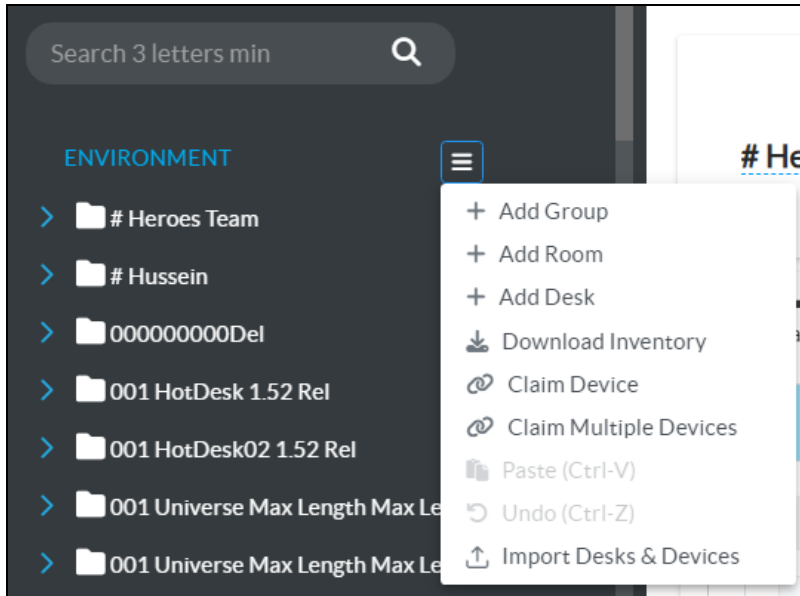 Search 3 letters min
ENVIRONMENT
# Heroes Team
# Hussein
000000000Del
001 HotDesk 1.52 Rel
001 HotDesk02 1.52 Rel
001 Universe Max Length Max Le
001 Universe Max Length Max Le
# He
Add Group
Add Room
Add Desk
Download Inventory
Claim Device
Claim Multiple Devices
Paste (Ctrl-V)
Undo (Ctrl-Z)
Import Desks & Devices